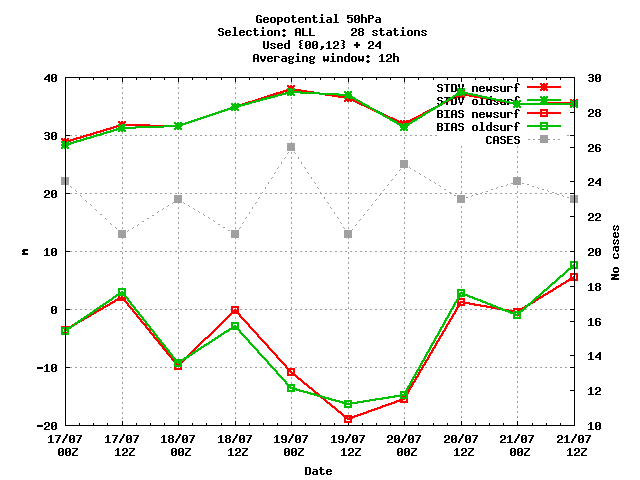 Geopotential 50hPa
Selection: ALL 28 stations
Used {00,12} + 24
Averaging window: 12h
40 30
STDV newsurf
STDV oldsurf
28
BIAS newsurf
30
BIAS oldsurf
CASES
26
20 24
22
m
10 20
No cases
18
0
16
14
-10
12
-20 10
17/07 17/07 18/07 18/07 19/07 19/07 20/07 20/07 21/07 21/07
00Z 12Z 00Z 12Z 00Z 12Z 00Z 12Z 00Z 12Z
Date